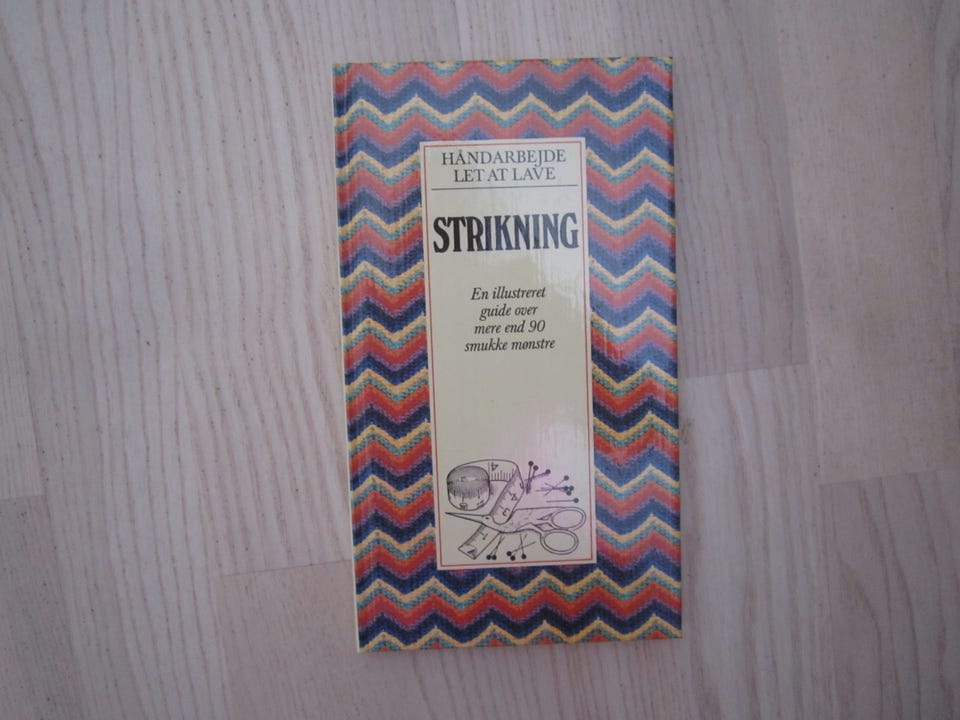 HÅNDARBEJDE
LET AT LAVE
STRIKNING
En illustreret
guide over
mere end 90
smukke mønstre